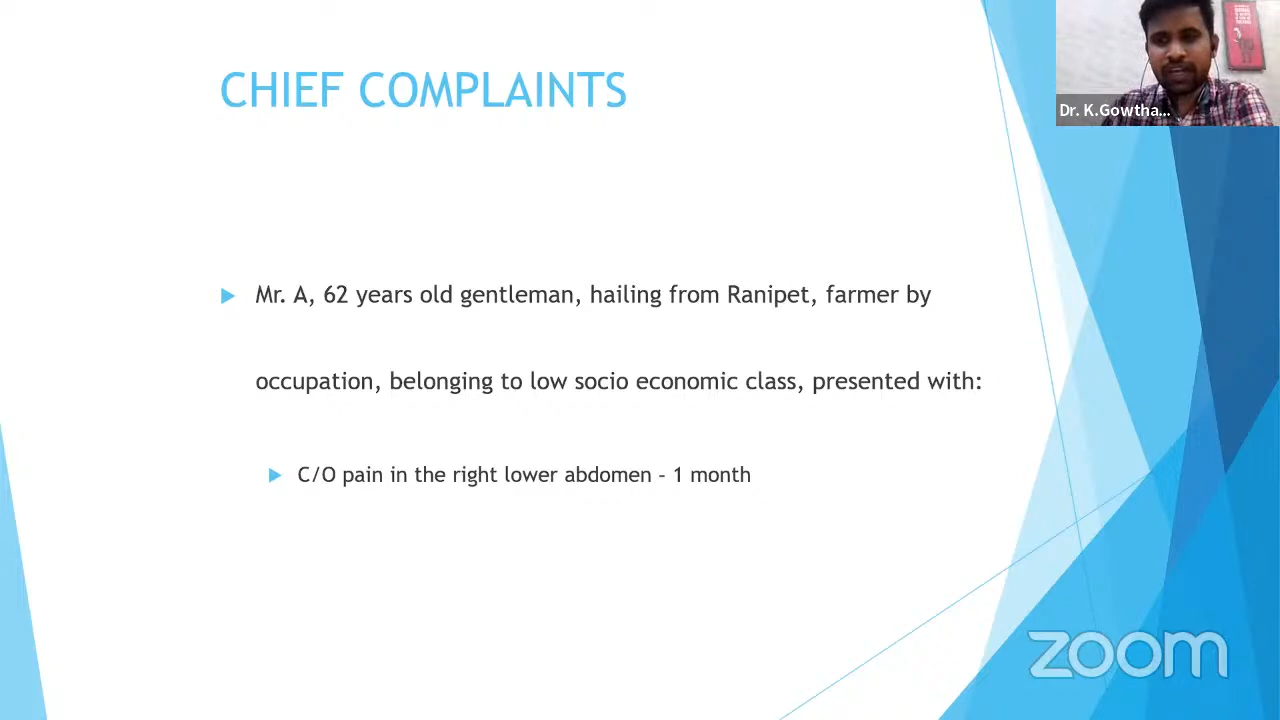 CHIEF COMPLAINTS
Dr. K.Gowtha...
Mr. A, 62 years old gentleman, hailing from Ranipet, farmer by
occupation, belonging to low socio economic class, presented with:
C/O pain in the right lower abdomen – 1 month
zoom